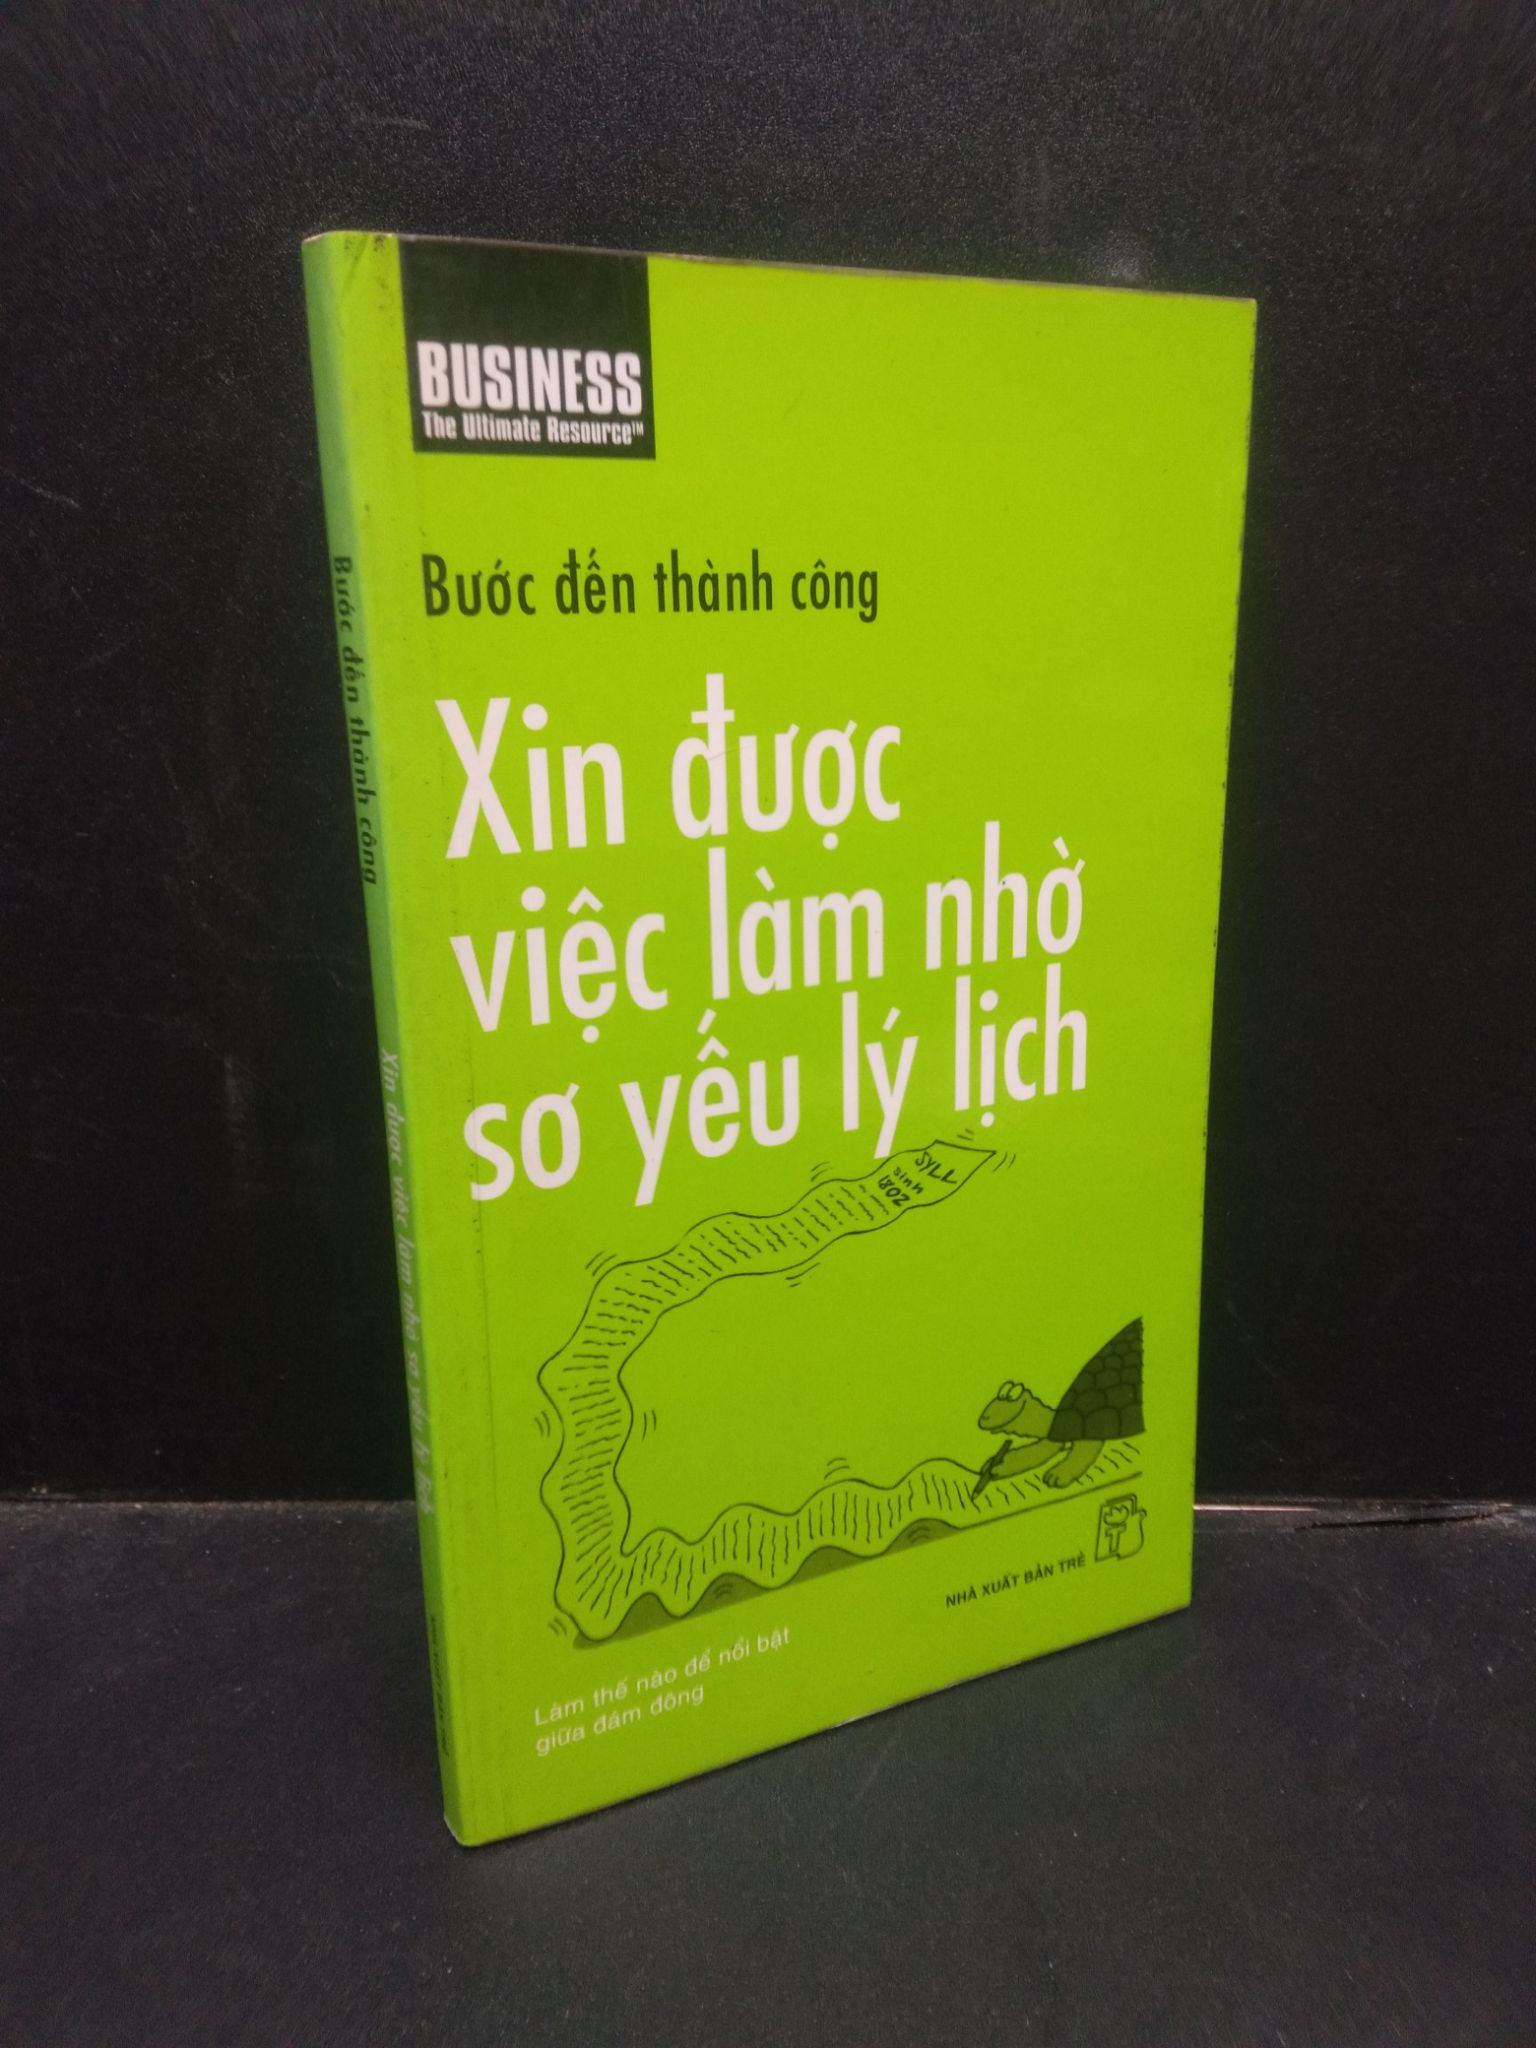 BUSINESS
The Ultimate Resource™
Bước đến thành công
Xin được
việc làm nhờ
sơ yếu lý lịch
SYLL
sinh
1802
NHÀ XUẤT BẢN TRẺ
T
Làm thế nào để nổi bật
giữa đám đông
Bước đến thành công
Xin được việc làm nhờ sơ yếu lý lịch